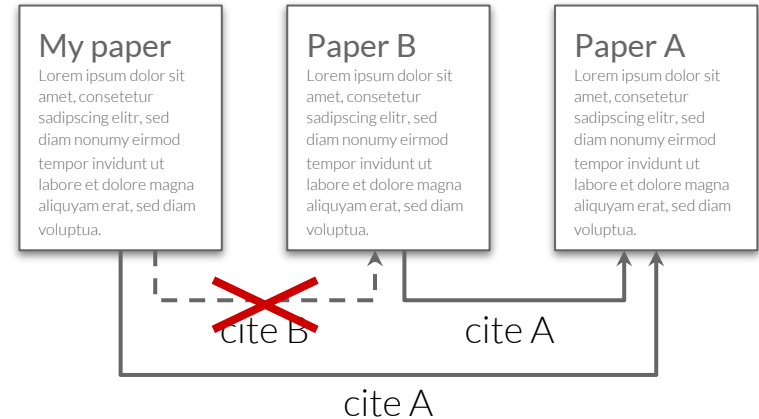 My paper
Lorem ipsum dolor sit
amet, consetetur
sadipscing elitr, sed
diam nonumy eirmod
tempor invidunt ut
labore et dolore magna
aliquyam erat, sed diam
voluptua.
Paper B
Lorem ipsum dolor sit
amet, consetetur
sadipscing elitr, sed
diam nonumy eirmod
tempor invidunt ut
labore et dolore magna
aliquyam erat, sed diam
voluptua.
Paper A
Lorem ipsum dolor sit
amet, consetetur
sadipscing elitr, sed
diam nonumy eirmod
tempor invidunt ut
labore et dolore magna
aliquyam erat, sed diam
voluptua.
cite B
cite A
cite A